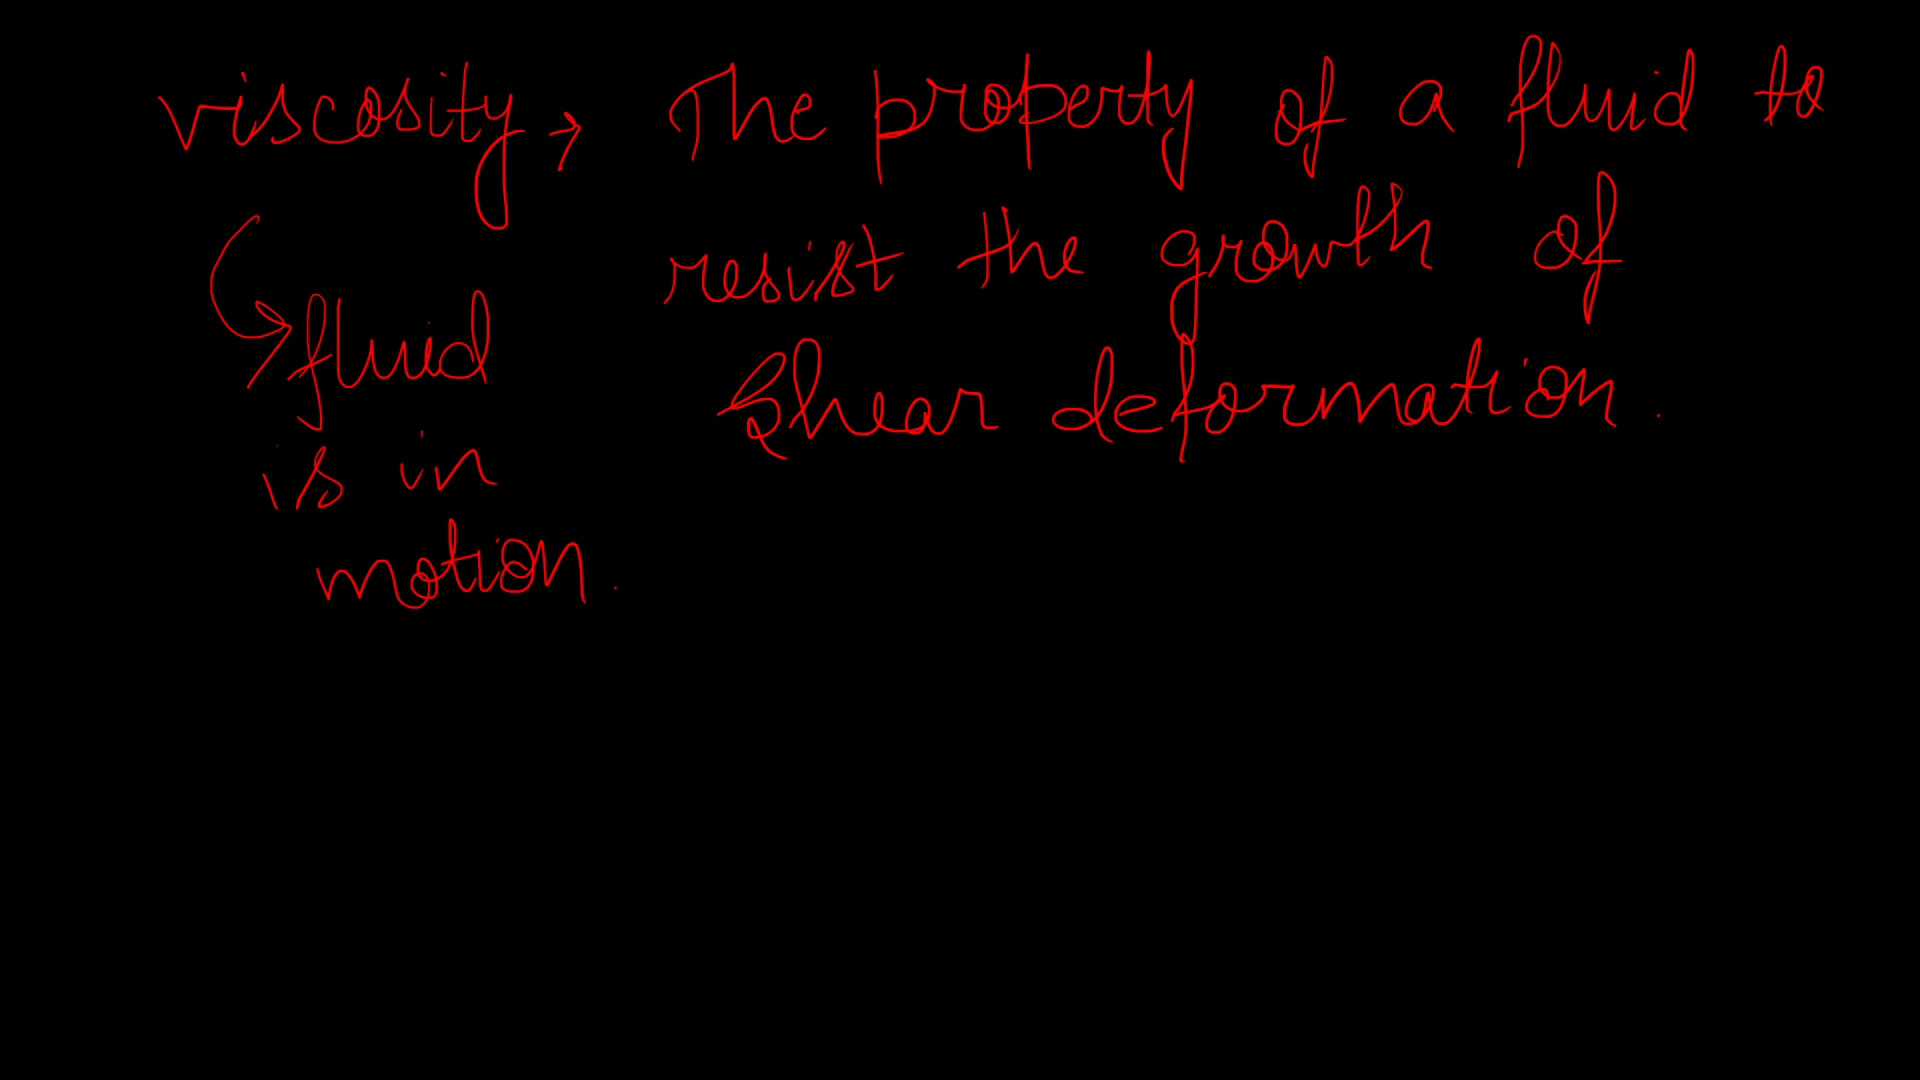 viscosity → The property of a fluid to
resist the growth of
shear deformation.
↳ fluid
is in
motion.